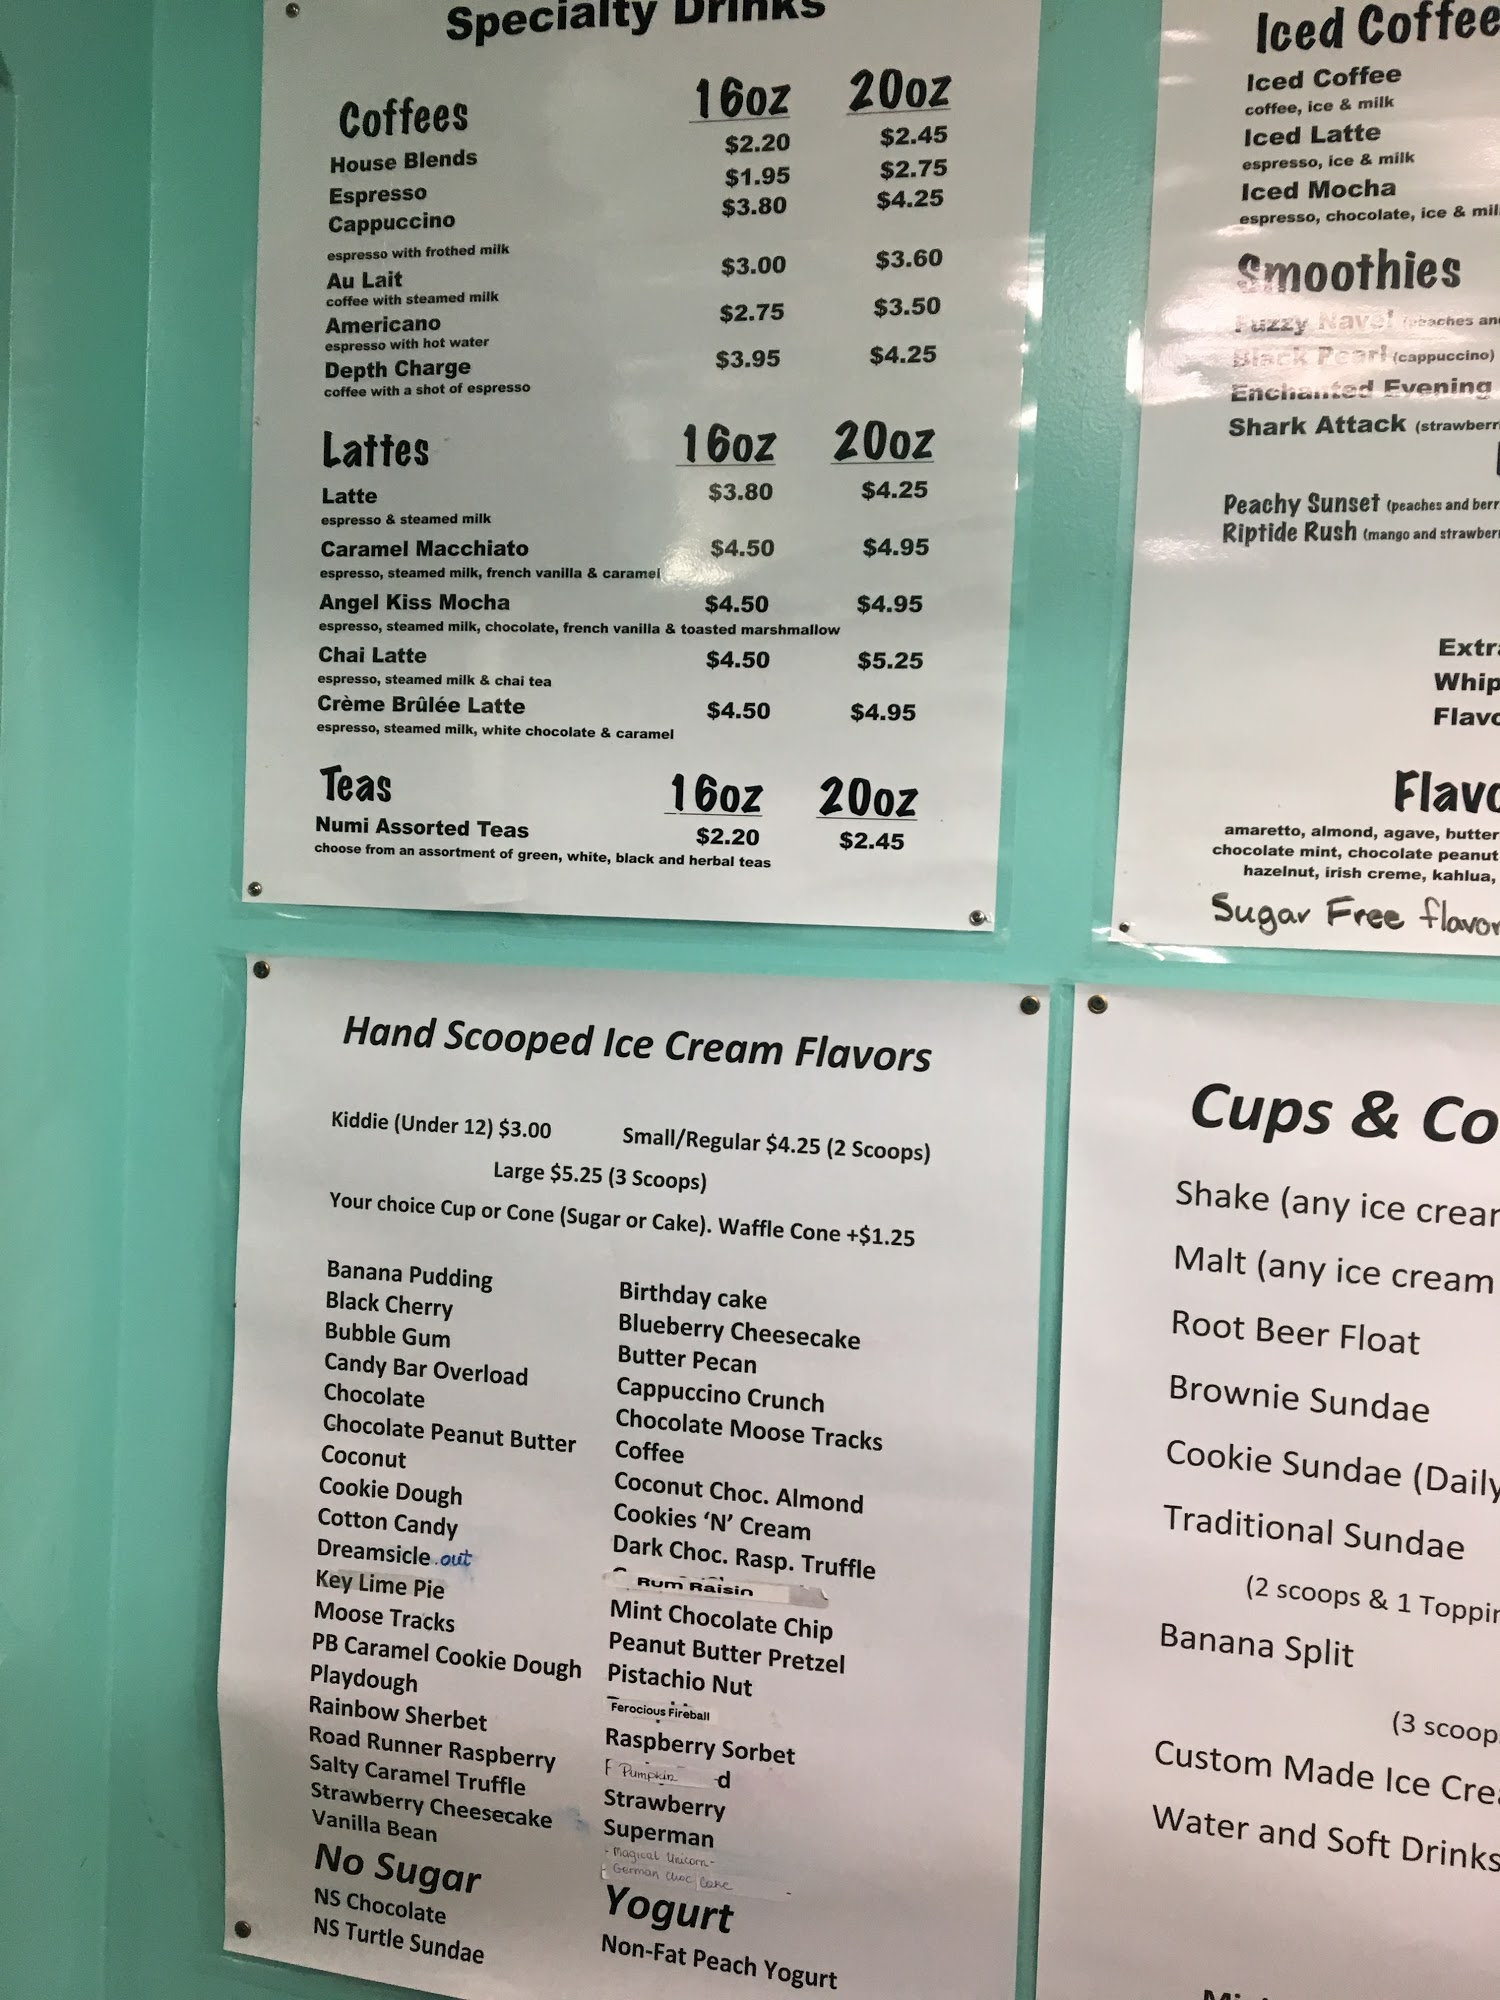 Specialty Drinks
Coffees 16oz 20oz
House Blends $2.20 $2.45
Espresso $1.95 $2.75
Cappuccino $3.80 $4.25
espresso with frothed milk
Au Lait $3.00 $3.60
coffee with steamed milk
Americano $2.75 $3.50
espresso with hot water
Depth Charge $3.95 $4.25
coffee with a shot of espresso
Lattes 16oz 20oz
Latte $3.80 $4.25
espresso & steamed milk
Caramel Macchiato $4.50 $4.95
espresso, steamed milk, french vanilla & caramel
Angel Kiss Mocha $4.50 $4.95
espresso, steamed milk, chocolate, french vanilla & toasted marshmallow
Chai Latte $4.50 $5.25
espresso, steamed milk & chai tea
Crème Brûlée Latte $4.50 $4.95
espresso, steamed milk, white chocolate & caramel
Teas 16oz 20oz
Numi Assorted Teas $2.20 $2.45
choose from an assortment of green, white, black and herbal teas
Iced Coffee
Iced Coffee
coffee, ice & milk
Iced Latte
espresso, ice & milk
Iced Mocha
espresso, chocolate, ice & mil
Smoothies
Fuzzy Navel (peaches an
Black Pearl (cappuccino)
Enchanted Evening
Shark Attack (strawberr
Peachy Sunset (peaches and berr
Riptide Rush (mango and strawber
Extr
Whip
Flavo
Flavo
amaretto, almond, agave, butter
chocolate mint, chocolate peanut
hazelnut, irish creme, kahlua,
Sugar Free flavor
Hand Scooped Ice Cream Flavors
Kiddie (Under 12) $3.00 Small/Regular $4.25 (2 Scoops)
Large $5.25 (3 Scoops)
Your choice Cup or Cone (Sugar or Cake). Waffle Cone +$1.25
Banana Pudding
Black Cherry
Bubble Gum
Candy Bar Overload
Chocolate
Chocolate Peanut Butter
Coconut
Cookie Dough
Cotton Candy
Dreamsicle .out
Key Lime Pie
Moose Tracks
PB Caramel Cookie Dough
Playdough
Rainbow Sherbet
Road Runner Raspberry
Salty Caramel Truffle
Strawberry Cheesecake
Vanilla Bean
No Sugar
NS Chocolate
NS Turtle Sundae
Birthday cake
Blueberry Cheesecake
Butter Pecan
Cappuccino Crunch
Chocolate Moose Tracks
Coffee
Coconut Choc. Almond
Cookies 'N' Cream
Dark Choc. Rasp. Truffle
Rum Raisin
Mint Chocolate Chip
Peanut Butter Pretzel
Pistachio Nut
Ferocious Fireball
Raspberry Sorbet
Pumpkin d
Strawberry
Superman
- Magical Unicorn -
German Choc Cake
Yogurt
Non-Fat Peach Yogurt
Cups & Co
Shake (any ice crear
Malt (any ice cream
Root Beer Float
Brownie Sundae
Cookie Sundae (Daily
Traditional Sundae
(2 scoops & 1 Toppin
Banana Split
(3 scoop
Custom Made Ice Cre
Water and Soft Drinks